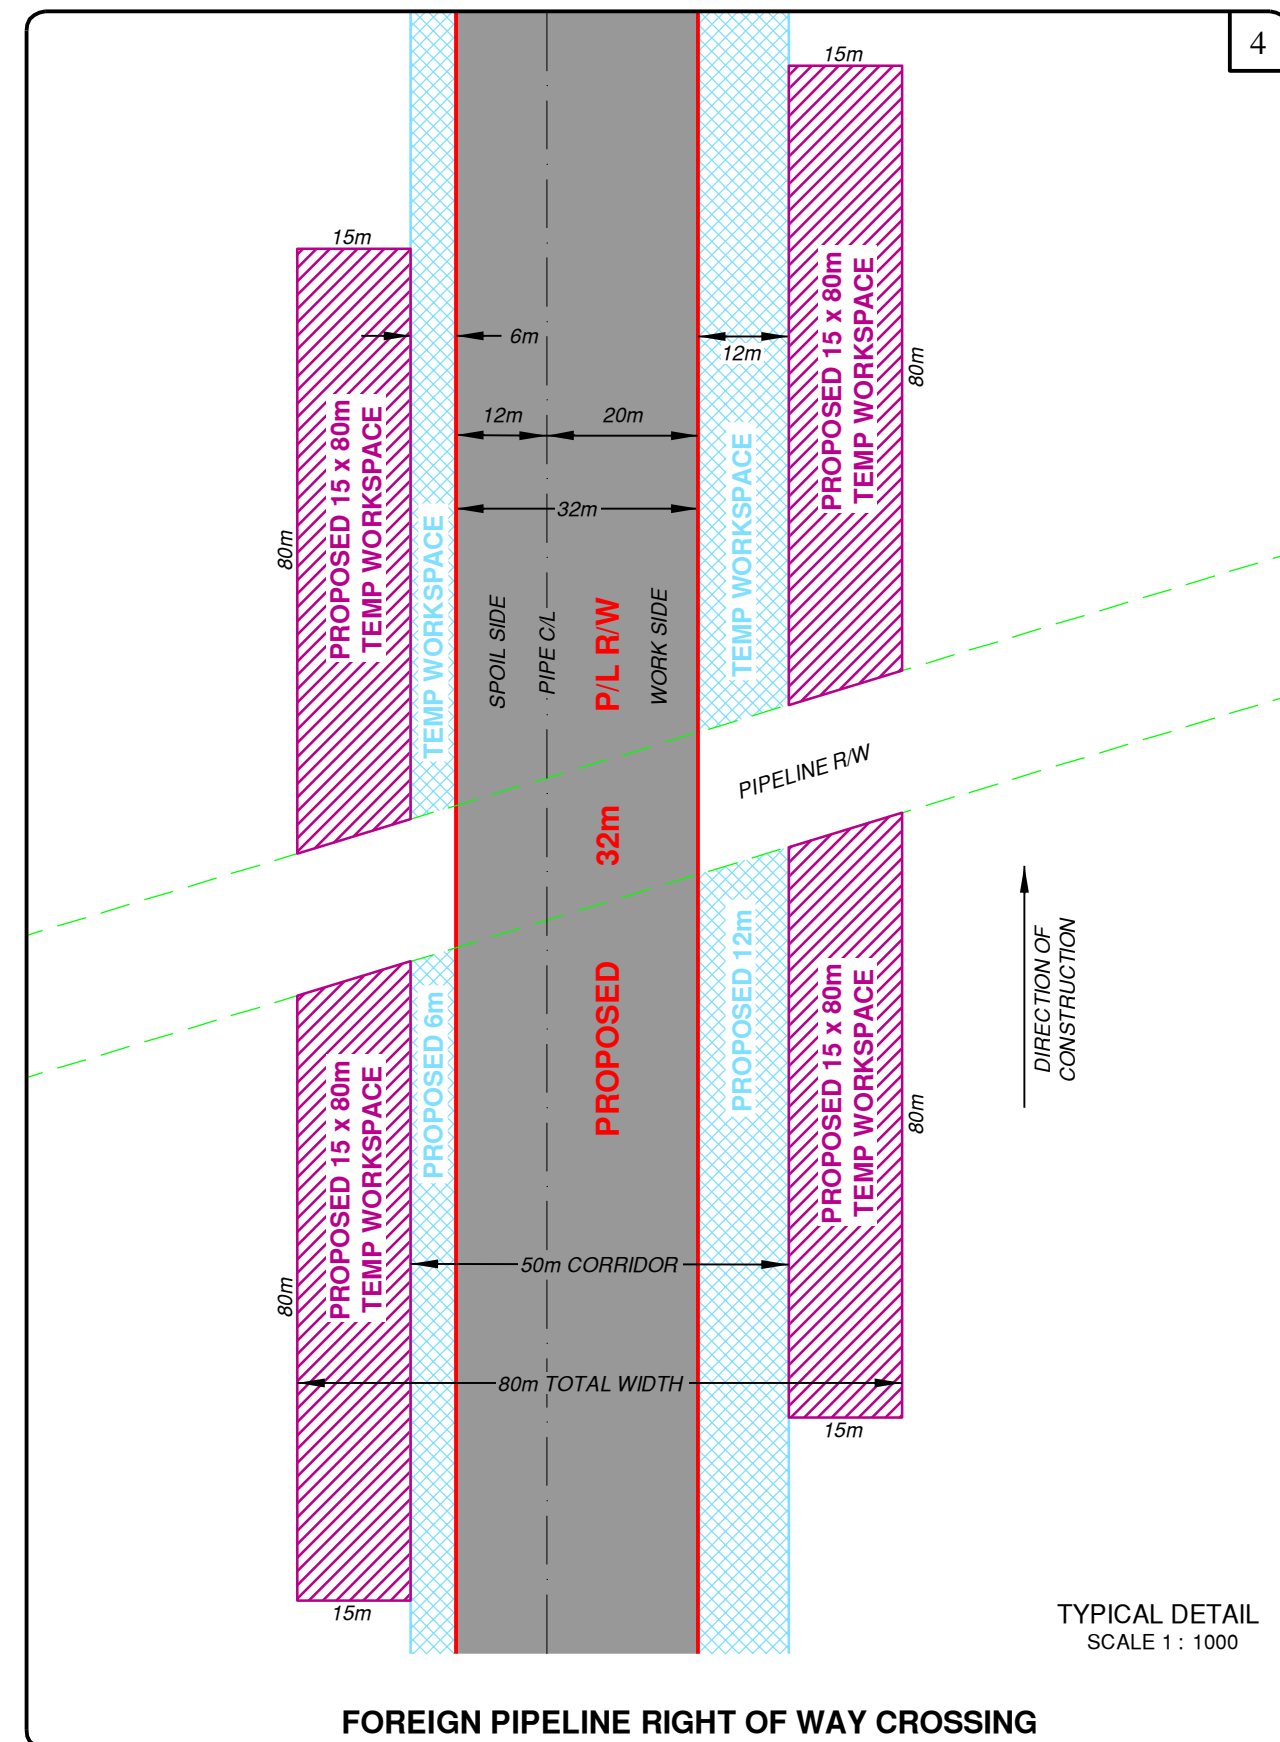 4
15m
15m
6m
12m
12m
20m
32m
80m
80m
PROPOSED 15 x 80m
TEMP WORKSPACE
TEMP WORKSPACE
TEMP WORKSPACE
PROPOSED 15 x 80m
TEMP WORKSPACE
SPOIL SIDE
PIPE C/L
P/L R/W
WORK SIDE
PIPELINE R/W
32m
PROPOSED
PROPOSED 6m
PROPOSED 12m
PROPOSED 15 x 80m
TEMP WORKSPACE
PROPOSED 15 x 80m
TEMP WORKSPACE
DIRECTION OF
CONSTRUCTION
80m
80m
50m CORRIDOR
80m TOTAL WIDTH
15m
15m
TYPICAL DETAIL
SCALE 1 : 1000
FOREIGN PIPELINE RIGHT OF WAY CROSSING